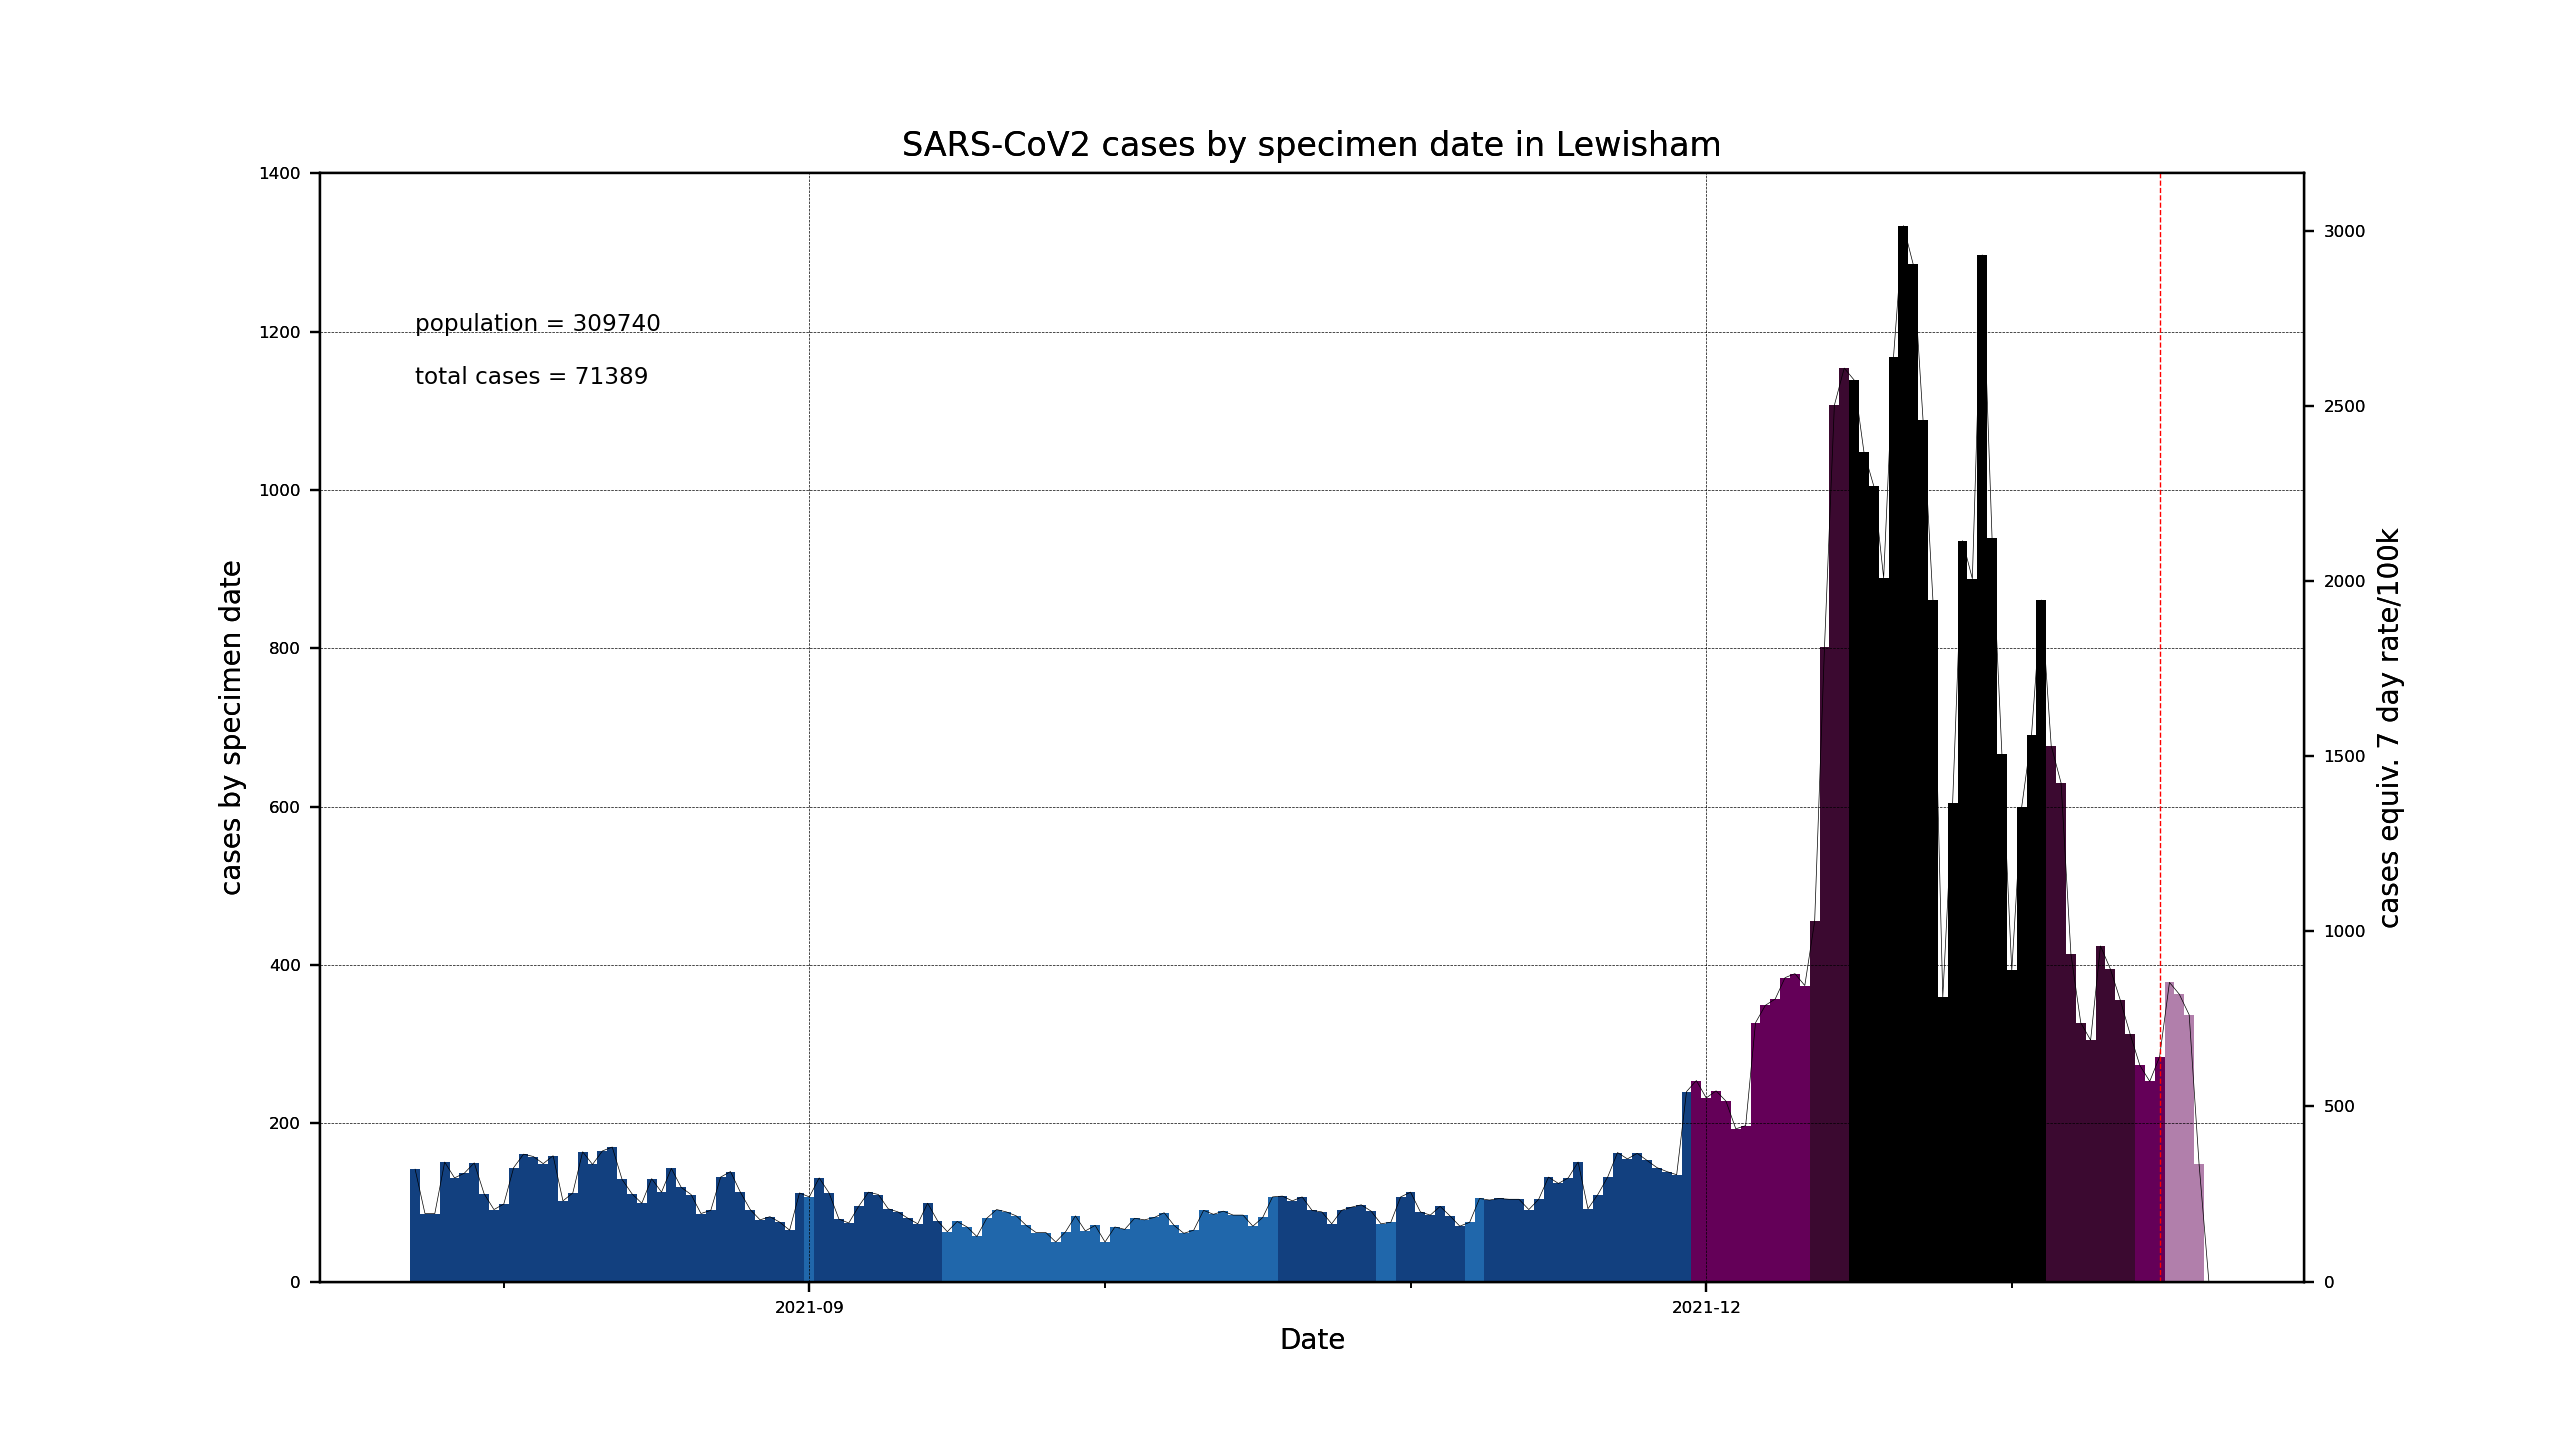 SARS-CoV2 cases by specimen date in Lewisham
1400
1200
1000
800
600
400
200
0
cases by specimen date
population = 309740
total cases = 71389
3000
2500
2000
1500
1000
500
0
cases equiv. 7 day rate/100k
2021-09
2021-12
Date